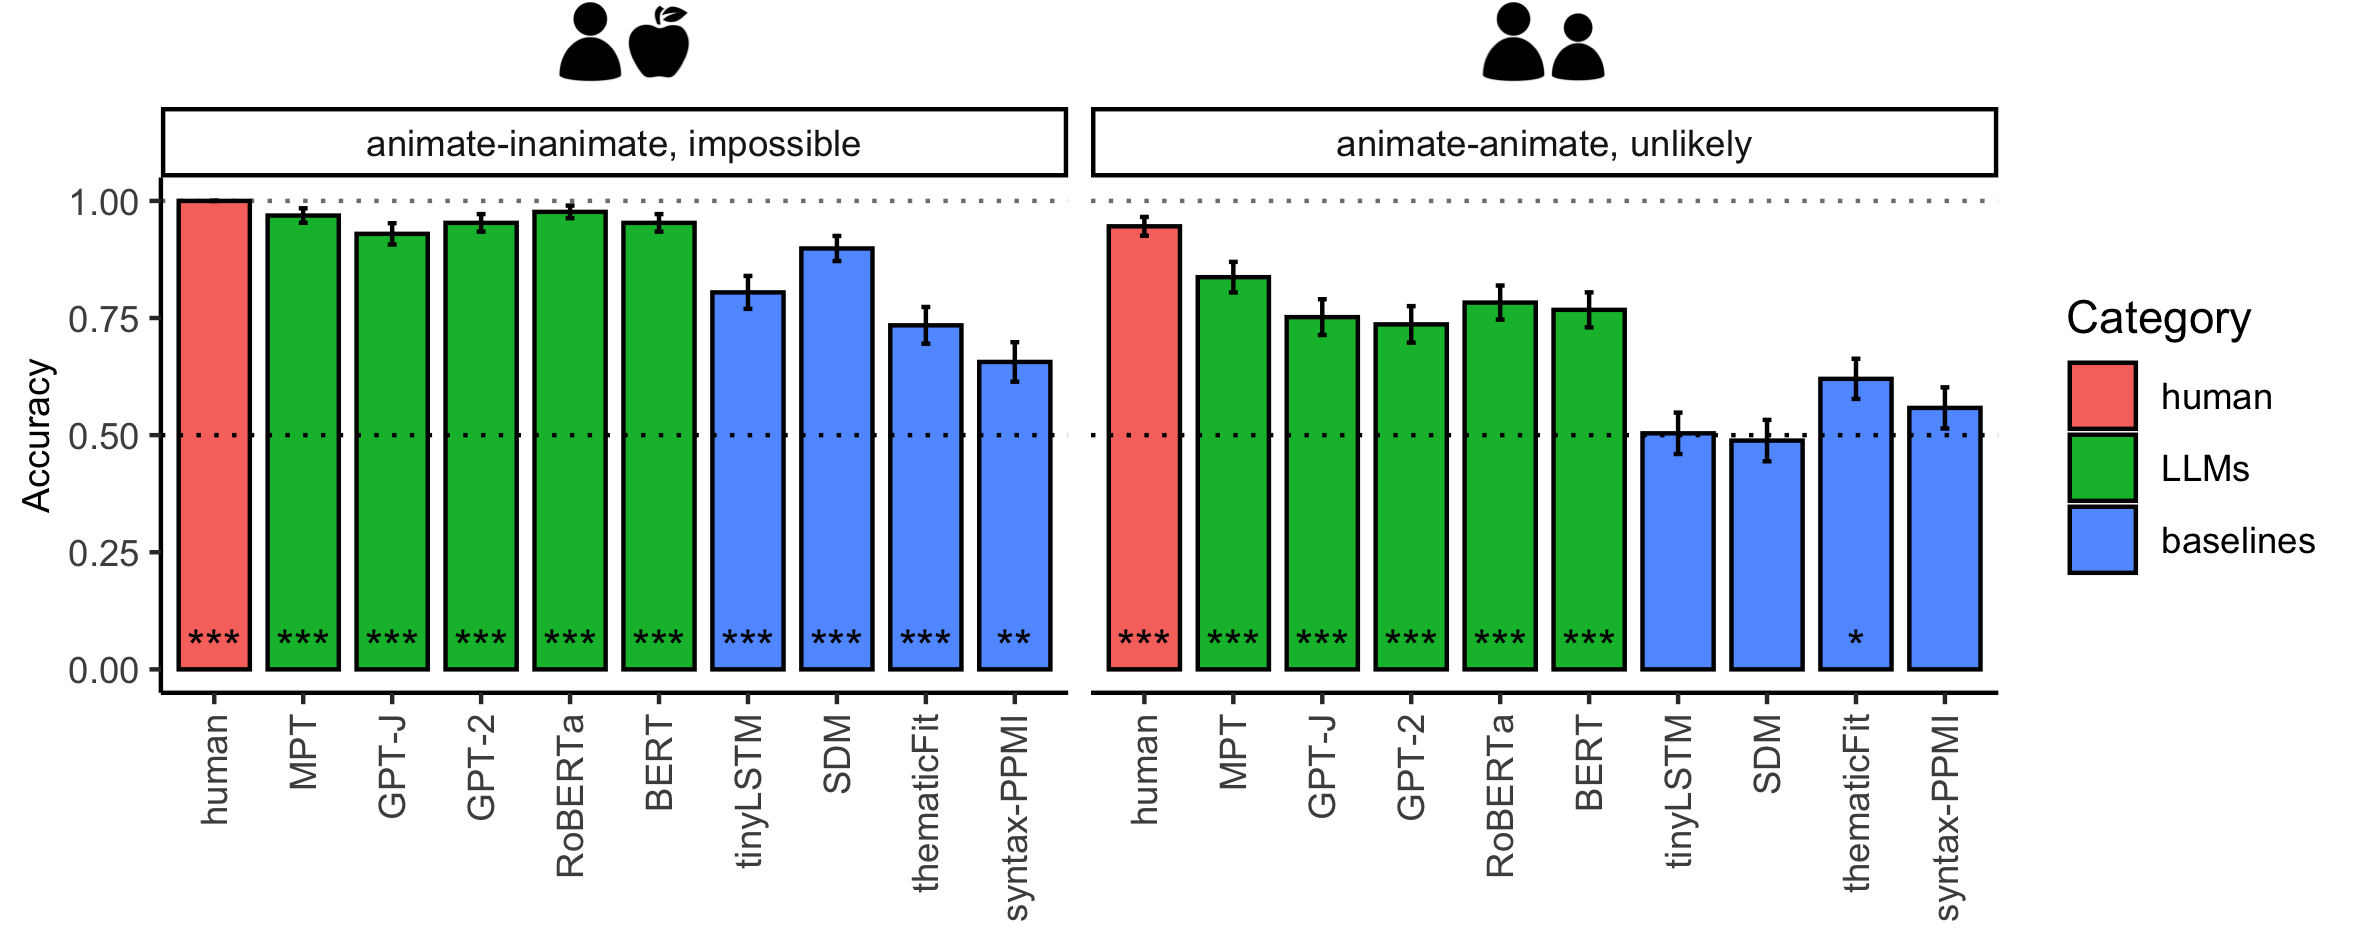 animate-inanimate, impossible
animate-animate, unlikely
Accuracy
1.00
0.75
0.50
0.25
0.00
*** *** *** *** *** *** *** *** *** **
*** *** *** *** *** *** *
human MPT GPT-J GPT-2 RoBERTa BERT tinyLSTM SDM thematicFit syntax-PPMI
human MPT GPT-J GPT-2 RoBERTa BERT tinyLSTM SDM thematicFit syntax-PPMI
Category
human
LLMs
baselines